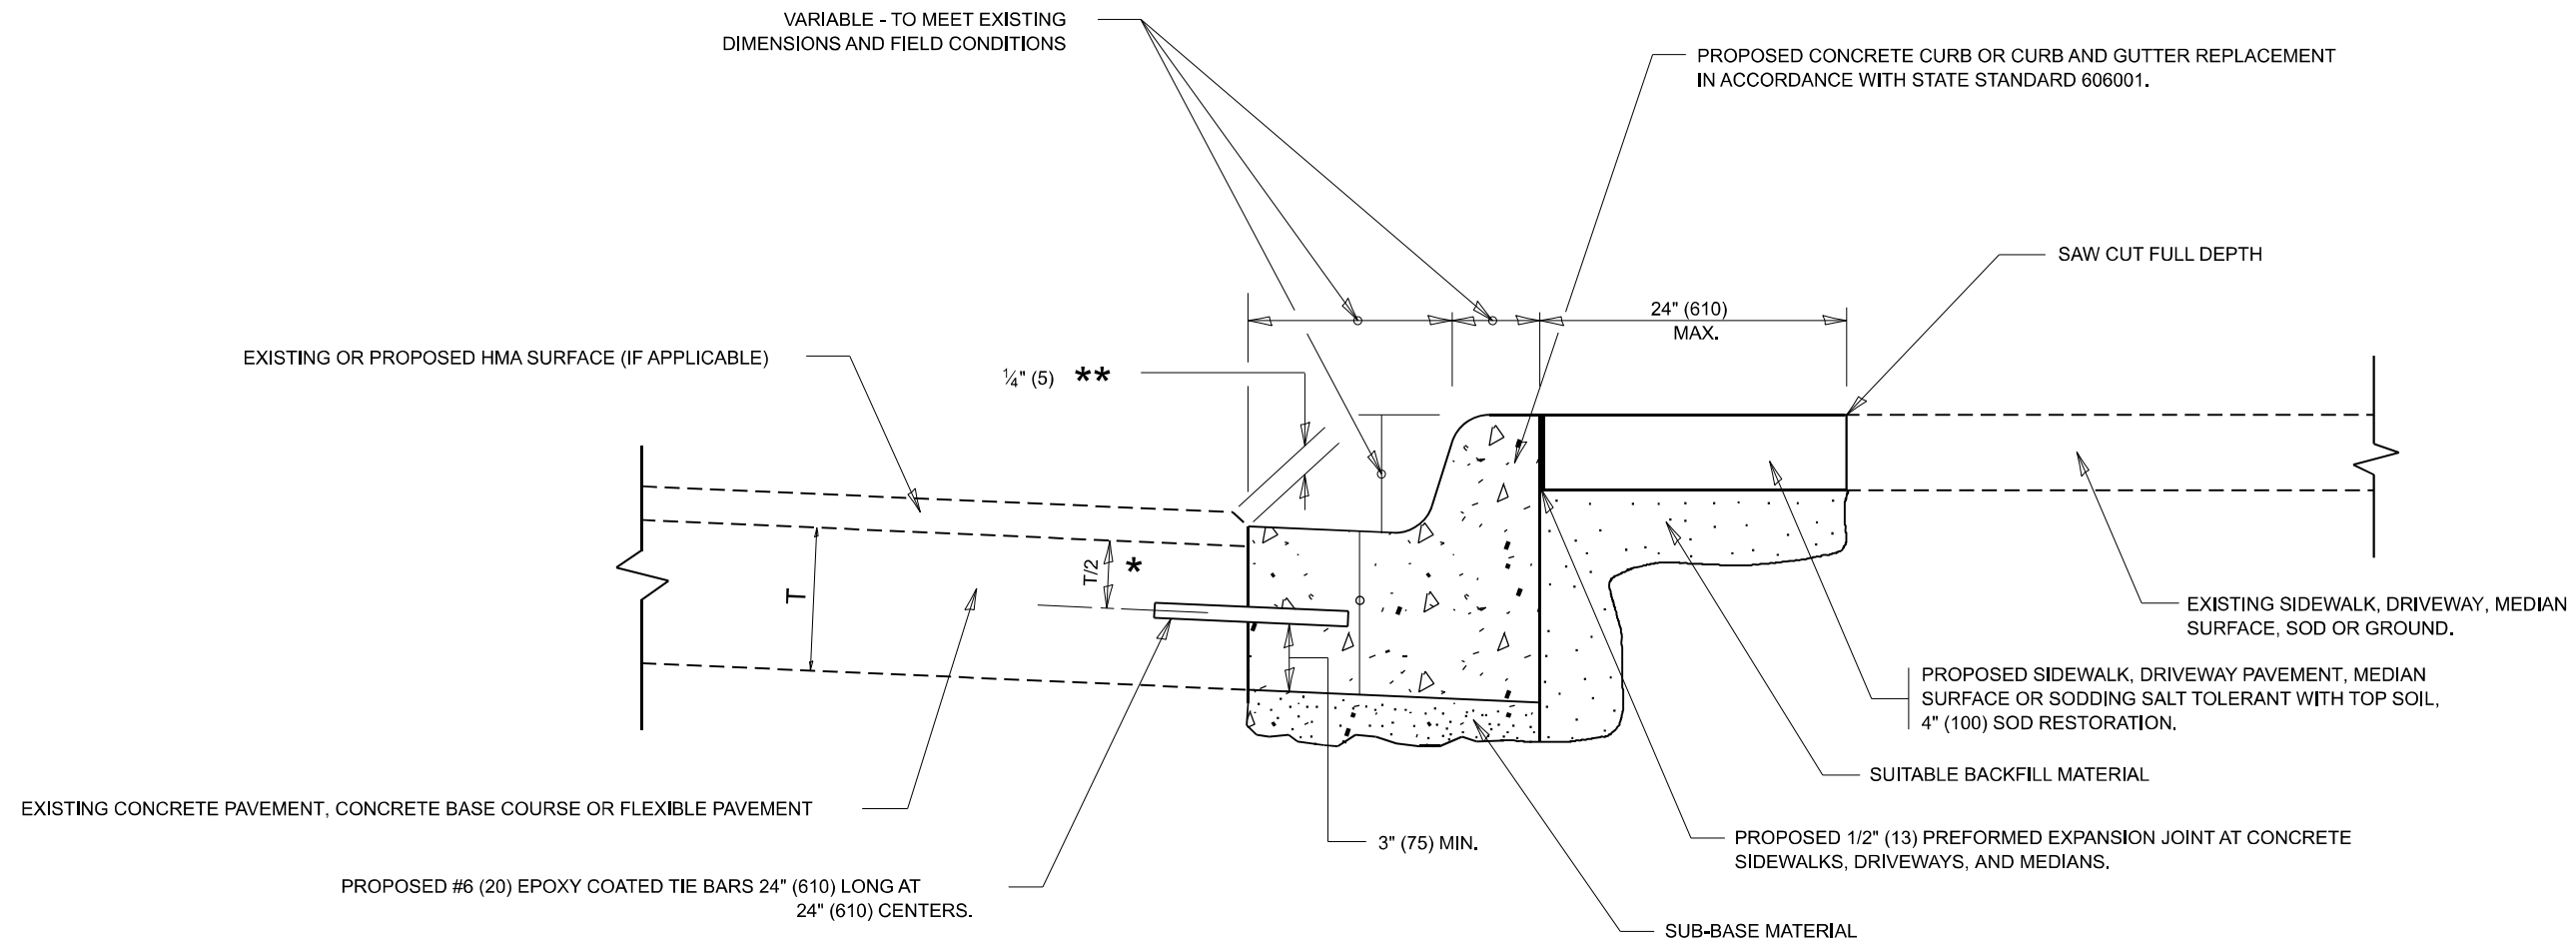 VARIABLE - TO MEET EXISTING
DIMENSIONS AND FIELD CONDITIONS
PROPOSED CONCRETE CURB OR CURB AND GUTTER REPLACEMENT
IN ACCORDANCE WITH STATE STANDARD 606001.
SAW CUT FULL DEPTH
24" (610)
MAX.
EXISTING OR PROPOSED HMA SURFACE (IF APPLICABLE)
¼" (5) **
T/2 *
T
EXISTING SIDEWALK, DRIVEWAY, MEDIAN
SURFACE, SOD OR GROUND.
PROPOSED SIDEWALK, DRIVEWAY PAVEMENT, MEDIAN
SURFACE OR SODDING SALT TOLERANT WITH TOP SOIL,
4" (100) SOD RESTORATION.
SUITABLE BACKFILL MATERIAL
EXISTING CONCRETE PAVEMENT, CONCRETE BASE COURSE OR FLEXIBLE PAVEMENT
3" (75) MIN.
PROPOSED 1/2" (13) PREFORMED EXPANSION JOINT AT CONCRETE
SIDEWALKS, DRIVEWAYS, AND MEDIANS.
PROPOSED #6 (20) EPOXY COATED TIE BARS 24" (610) LONG AT
24" (610) CENTERS.
SUB-BASE MATERIAL